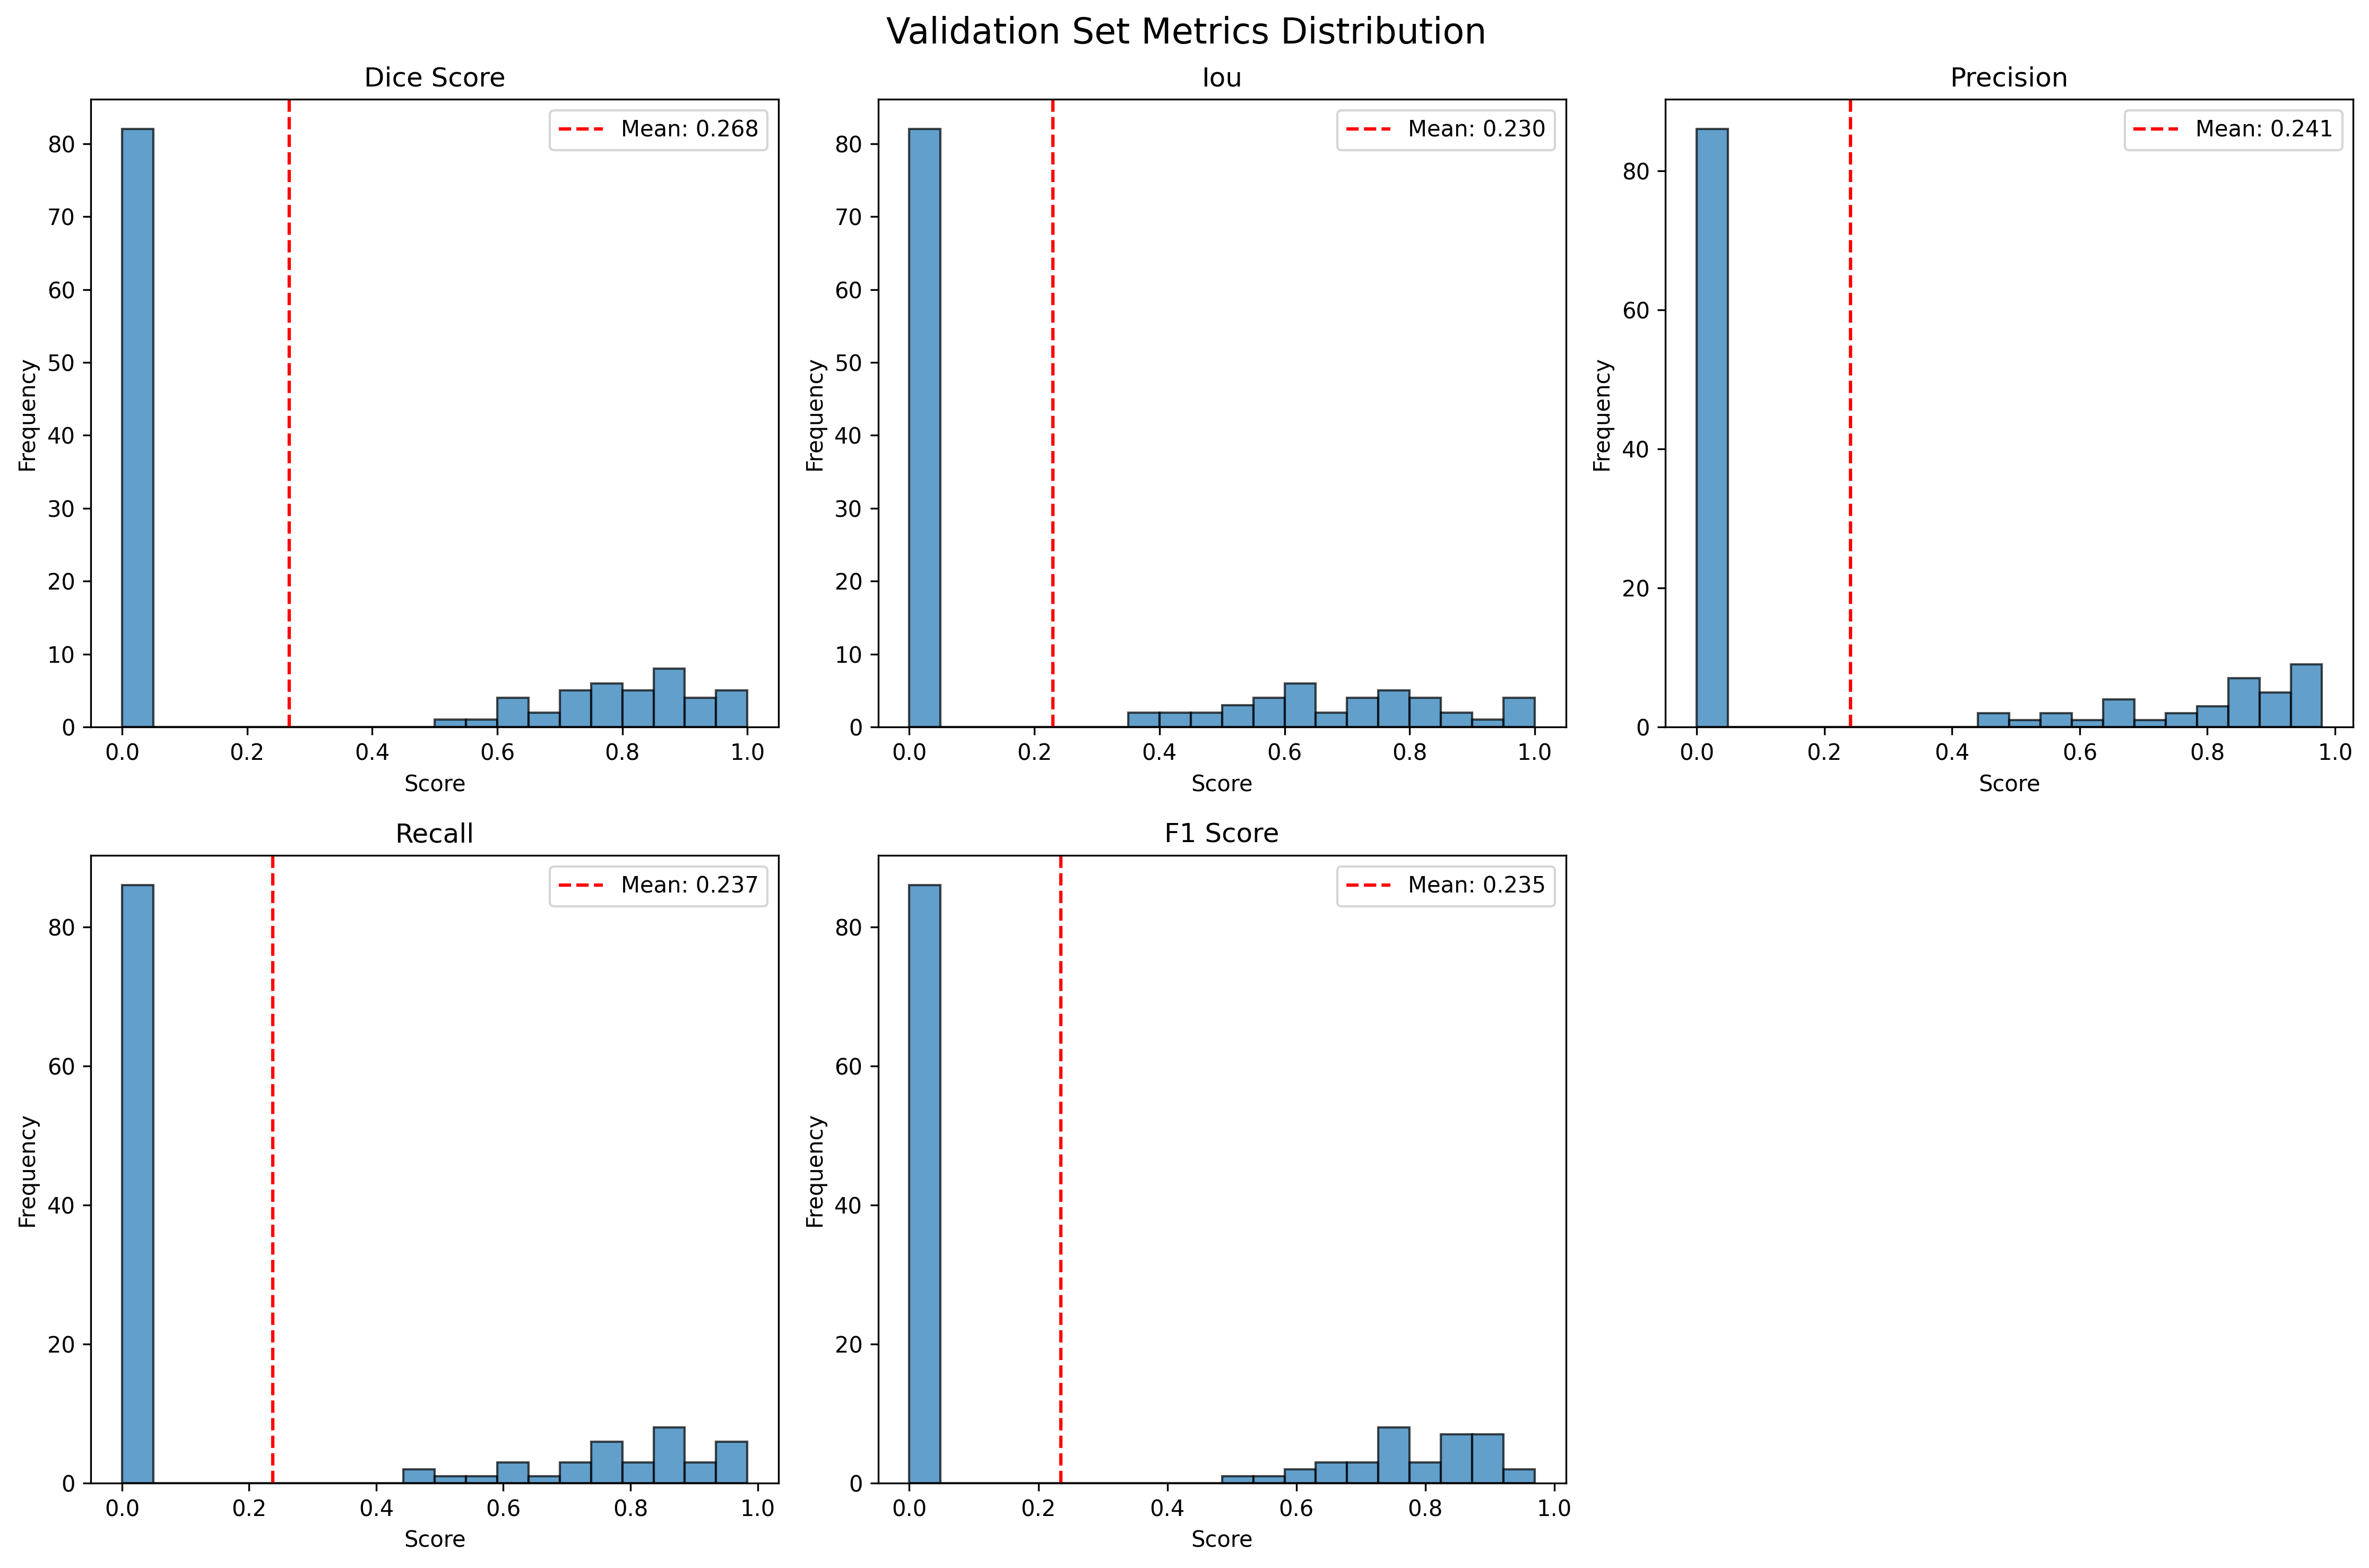 Validation Set Metrics Distribution
Dice Score
Mean: 0.268
80
70
60
50
40
30
20
10
0
Frequency
0.0 0.2 0.4 0.6 0.8 1.0
Score
Iou
Mean: 0.230
80
70
60
50
40
30
20
10
0
Frequency
0.0 0.2 0.4 0.6 0.8 1.0
Score
Precision
Mean: 0.241
80
60
40
20
0
Frequency
0.0 0.2 0.4 0.6 0.8 1.0
Score
Recall
Mean: 0.237
80
60
40
20
0
Frequency
0.0 0.2 0.4 0.6 0.8 1.0
Score
F1 Score
Mean: 0.235
80
60
40
20
0
Frequency
0.0 0.2 0.4 0.6 0.8 1.0
Score